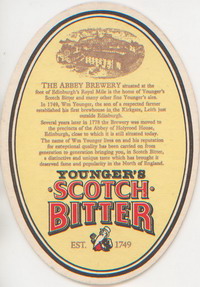 THE ABBEY BREWERY situated at the
foot of Edinburgh's Royal Mile is the home of Younger's
Scotch Bitter and many other fine Younger's ales.
In 1749, Wm Younger, the son of a respected farmer
established his first brewhouse in the Kirkgate, Leith just
outside Edinburgh.
Several years later in 1778 the Brewery was moved to
the precincts of the Abbey of Holyrood House,
Edinburgh, close to which it is still situated today.
The name of Wm Younger lives on and his reputation
for exceptional quality has been carried on from
generation to generation bringing you, in Scotch Bitter,
a distinctive and unique taste which has brought it
deserved fame and popularity in the North of England.
YOUNGER'S
·SCOTCH·
BITTER
EST. 1749